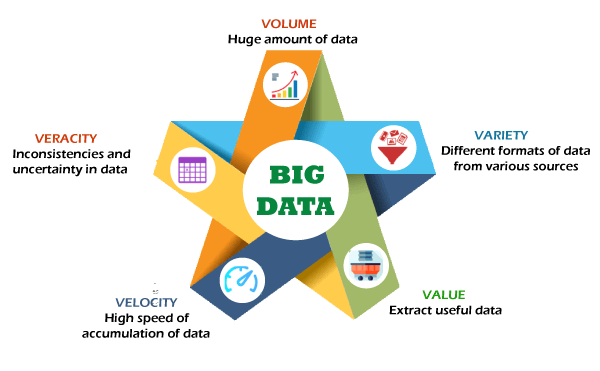 VOLUME
Huge amount of data
VARIETY
Different formats of data
from various sources
VERACITY
Inconsistencies and
uncertainty in data
BIG
DATA
VELOCITY
High speed of
accumulation of data
VALUE
Extract useful data